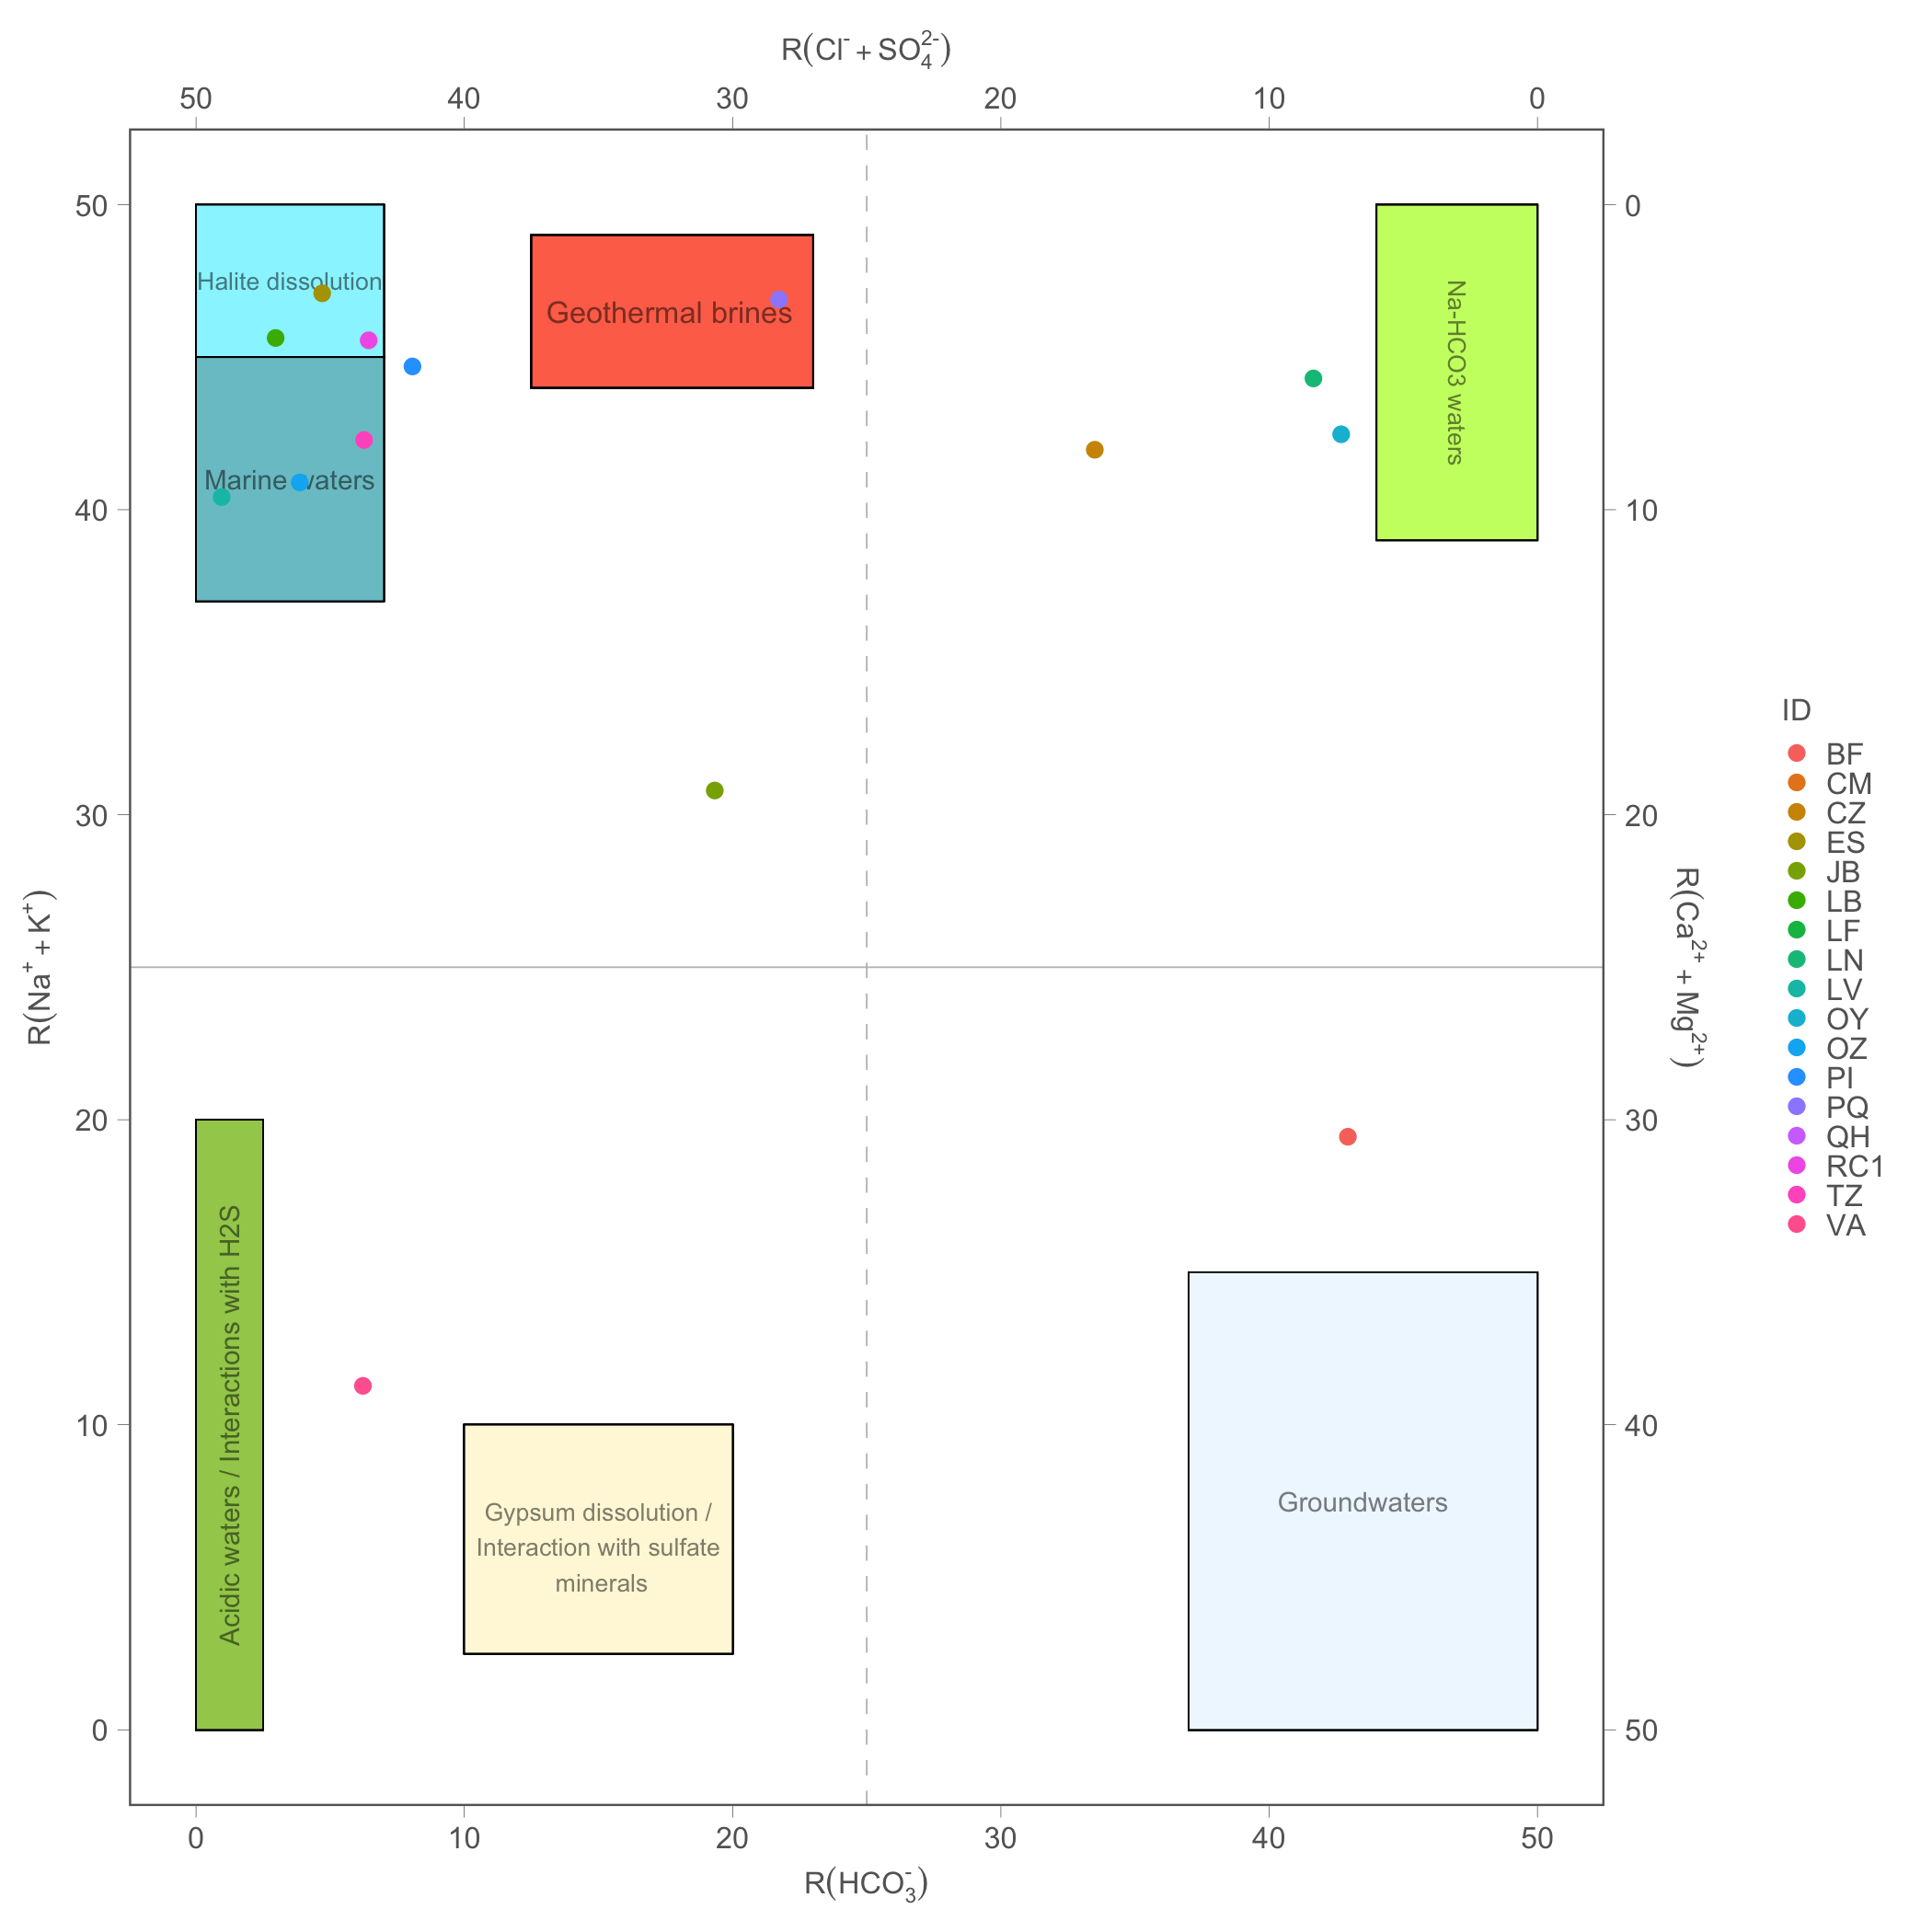 R(Cl⁻ + SO₄²⁻)
50 40 30 20 10 0
50
40
30
20
10
0
R(Na⁺ + K⁺)
Halite dissolution
Marine waters
Geothermal brines
Na-HCO3 waters
Acidic waters / Interactions with H2S
Gypsum dissolution /
Interaction with sulfate
minerals
Groundwaters
0
10
20
30
40
50
R(Ca²⁺ + Mg²⁺)
0 10 20 30 40 50
R(HCO₃⁻)
ID
BF
CM
CZ
ES
JB
LB
LF
LN
LV
OY
OZ
PI
PQ
QH
RC1
TZ
VA